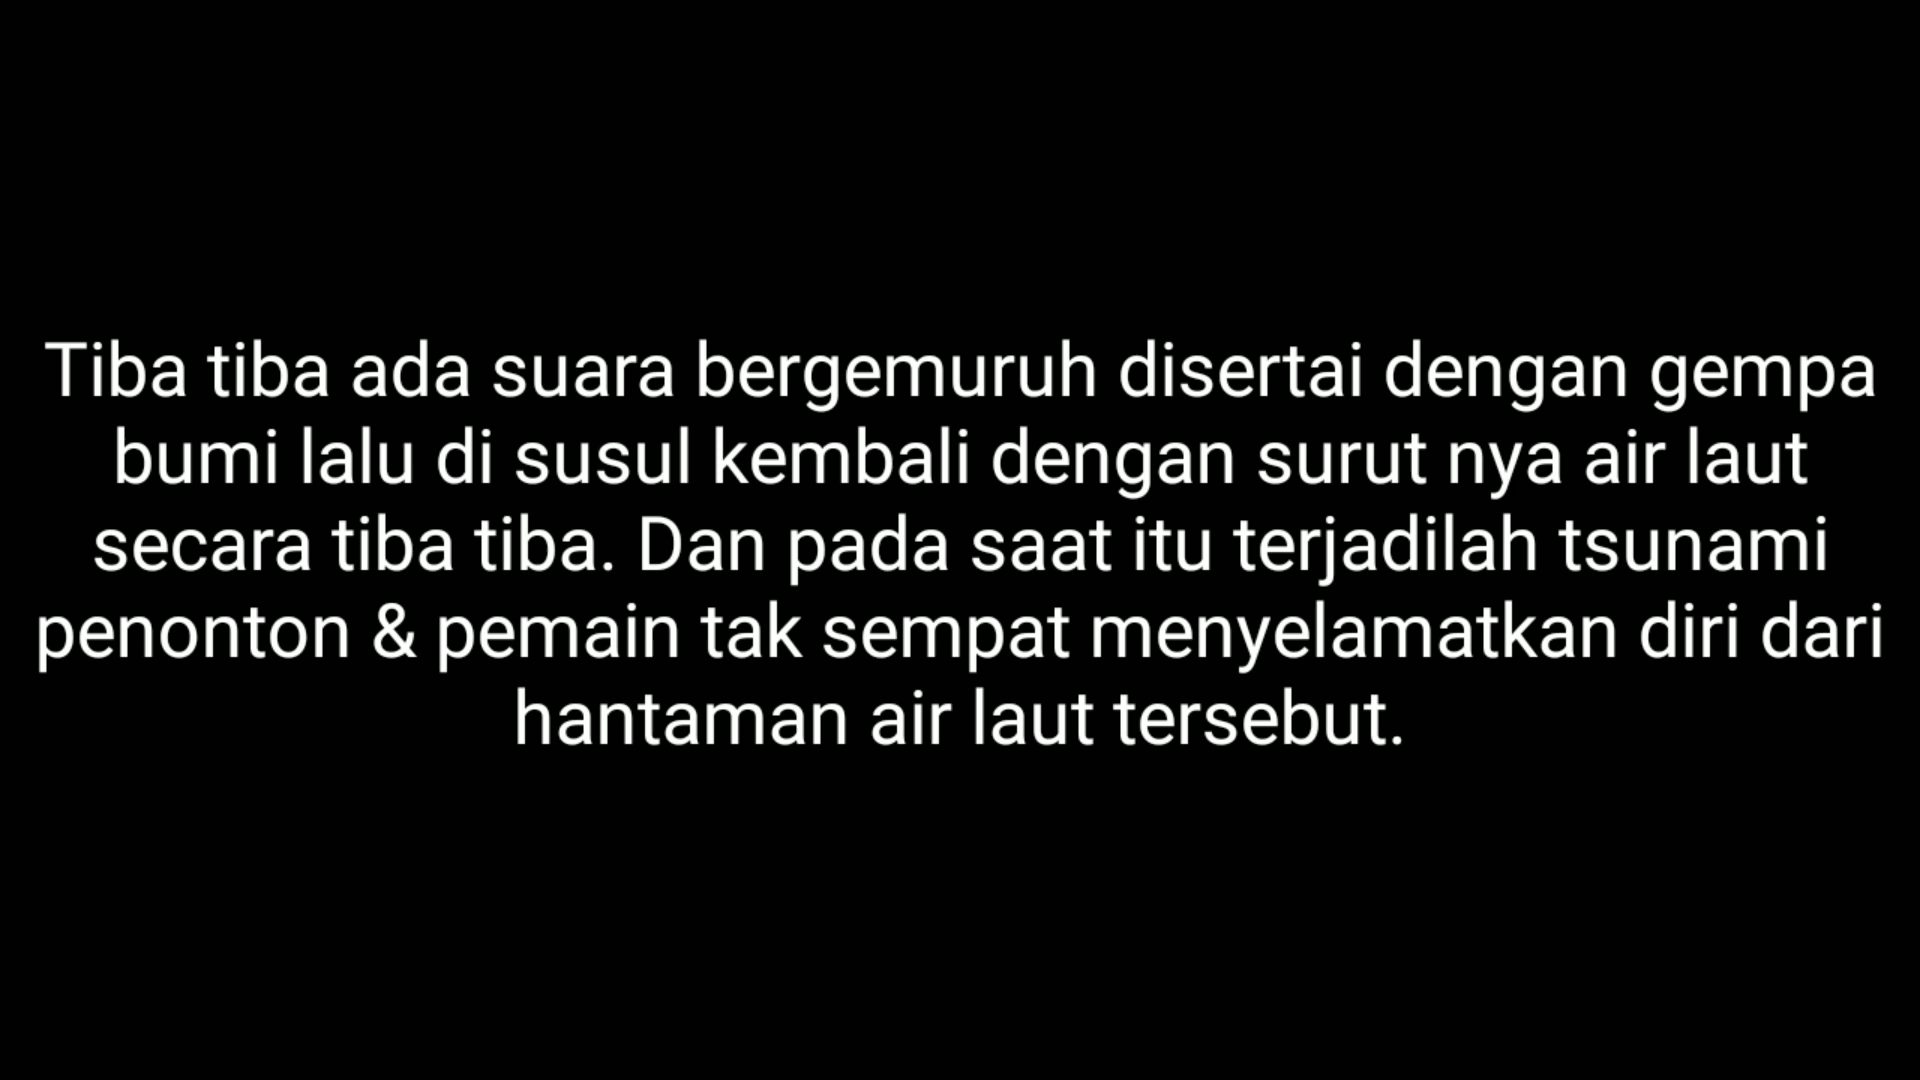 Tiba tiba ada suara bergemuruh disertai dengan gempa
bumi lalu di susul kembali dengan surut nya air laut
secara tiba tiba. Dan pada saat itu terjadilah tsunami
penonton & pemain tak sempat menyelamatkan diri dari
hantaman air laut tersebut.